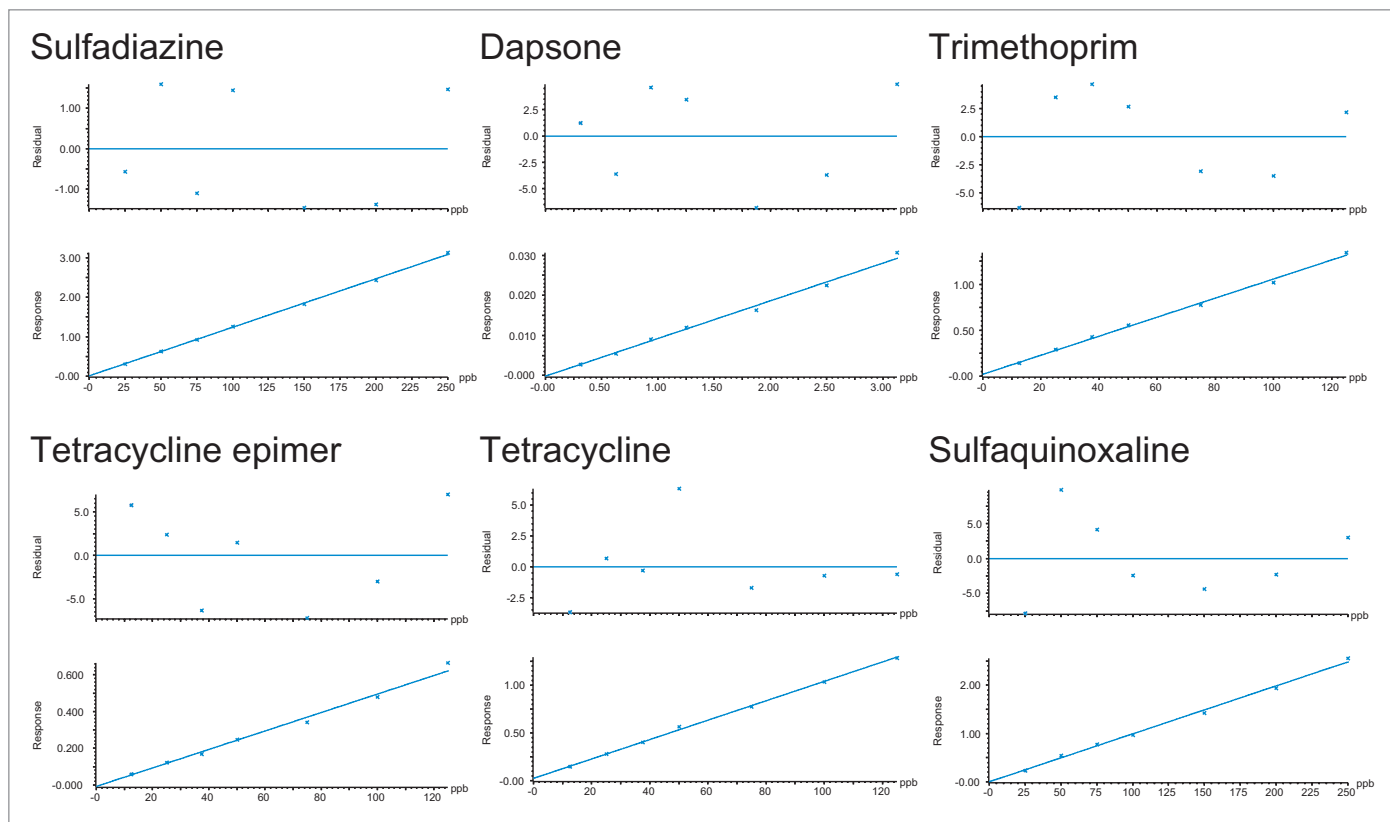 Sulfadiazine
Residual
1.00
0.00
-1.00
ppb
Response
3.00
2.00
1.00
-0.00
-0 25 50 75 100 125 150 175 200 225 250
ppb
Dapsone
Residual
2.5
0.0
-2.5
-5.0
ppb
Response
0.030
0.020
0.010
-0.000
-0.00 0.50 1.00 1.50 2.00 2.50 3.00
ppb
Trimethoprim
Residual
2.5
0.0
-2.5
-5.0
ppb
Response
1.00
0.50
-0.00
-0 20 40 60 80 100 120
ppb
Tetracycline epimer
Residual
5.0
0.0
-5.0
ppb
Response
0.600
0.400
0.200
-0.000
-0 20 40 60 80 100 120
ppb
Tetracycline
Residual
5.0
2.5
0.0
-2.5
ppb
Response
1.00
0.50
-0.00
-0 20 40 60 80 100 120
ppb
Sulfaquinoxaline
Residual
5.0
0.0
-5.0
ppb
Response
2.00
1.00
-0.00
-0 25 50 75 100 125 150 175 200 225 250
ppb